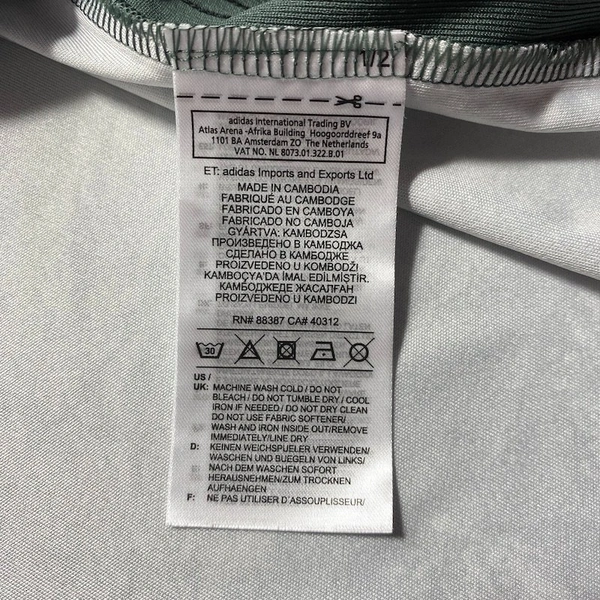 1/2
adidas International Trading BV
Atlas Arena -Afrika Building Hoogoorddreef 9a
1101 BA Amsterdam ZO The Netherlands
VAT NO. NL 8073.01.322.B.01
ET: adidas Imports and Exports Ltd
MADE IN CAMBODIA
FABRIQUÉ AU CAMBODGE
FABRICADO EN CAMBOYA
FABRICADO NO CAMBOJA
GYÁRTVA: KAMBODZSA
ПРОИЗВЕДЕНО В КАМБОДЖА
СДЕЛАНО В КАМБОДЖЕ
PROIZVEDENO U KOMBODŽI
KAMBOÇYA'DA İMAL EDİLMİŞTİR.
КАМБОДЖЕДЕ ЖАСАЛҒАН
PROIZVEDENO U KAMBODZI
RN# 88387 CA# 40312
30
US /
UK: MACHINE WASH COLD / DO NOT
BLEACH / DO NOT TUMBLE DRY / COOL
IRON IF NEEDED / DO NOT DRY CLEAN
DO NOT USE FABRIC SOFTENER/
WASH AND IRON INSIDE OUT/REMOVE
IMMEDIATELY/LINE DRY
D: KEINEN WEICHSPUELER VERWENDEN/
WASCHEN UND BUEGELN VON LINKS/
NACH DEM WASCHEN SOFORT
HERAUSNEHMEN/ZUM TROCKNEN
AUFHAENGEN
F: NE PAS UTILISER D'ASSOUPLISSEUR/